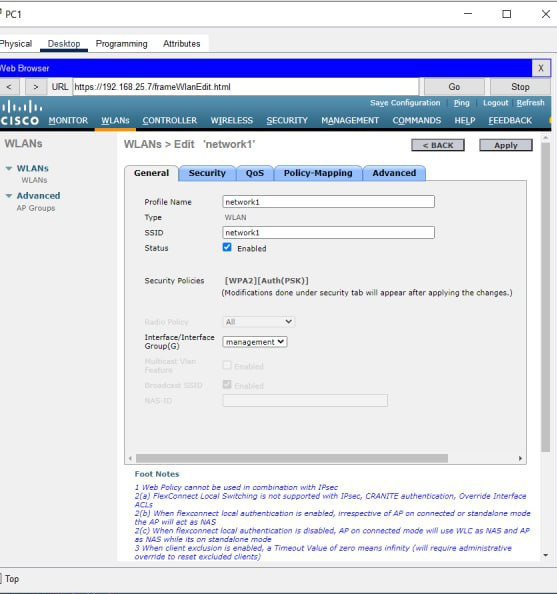 PC1
Physical Desktop Programming Attributes
Web Browser X
< > URL https://192.168.25.7/frameWlanEdit.html Go Stop
Save Configuration Ping Logout Refresh
CISCO MONITOR WLANs CONTROLLER WIRELESS SECURITY MANAGEMENT COMMANDS HELP FEEDBACK
WLANs WLANs > Edit 'network1' < BACK Apply
WLANs
WLANs
Advanced
AP Groups
General Security QoS Policy-Mapping Advanced
Profile Name network1
Type WLAN
SSID network1
Status Enabled
Security Policies [WPA2][Auth(PSK)]
(Modifications done under security tab will appear after applying the changes.)
Radio Policy All
Interface/Interface
Group(G) management
Multicast Vlan
Feature Enabled
Broadcast SSID Enabled
NAS-ID
Foot Notes
1 Web Policy cannot be used in combination with IPsec
2(a) FlexConnect Local Switching is not supported with IPsec, CRANITE authentication, Override Interface
ACLs
2(b) When flexconnect local authentication is enabled, irrespective of AP on connected or standalone mode
the AP will act as NAS
2(c) When flexconnect local authentication is disabled, AP on connected mode will use WLC as NAS and AP
as NAS while its on standalone mode
3 When client exclusion is enabled, a Timeout Value of zero means infinity (will require administrative
override to reset excluded clients)
Top